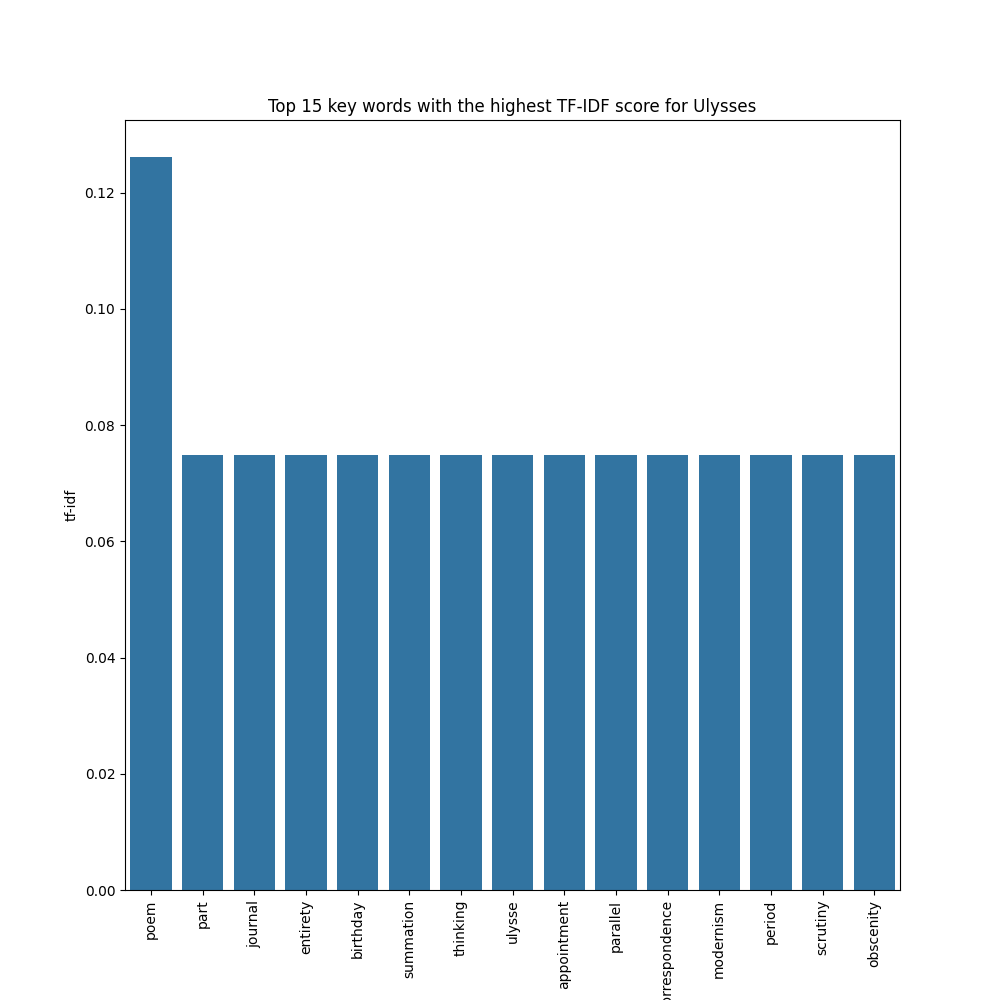 Top 15 key words with the highest TF-IDF score for Ulysses
0.12
0.10
0.08
0.06
0.04
0.02
0.00
tf-idf
poem
part
journal
entirety
birthday
summation
thinking
ulysse
appointment
parallel
orrespondence
modernism
period
scrutiny
obscenity